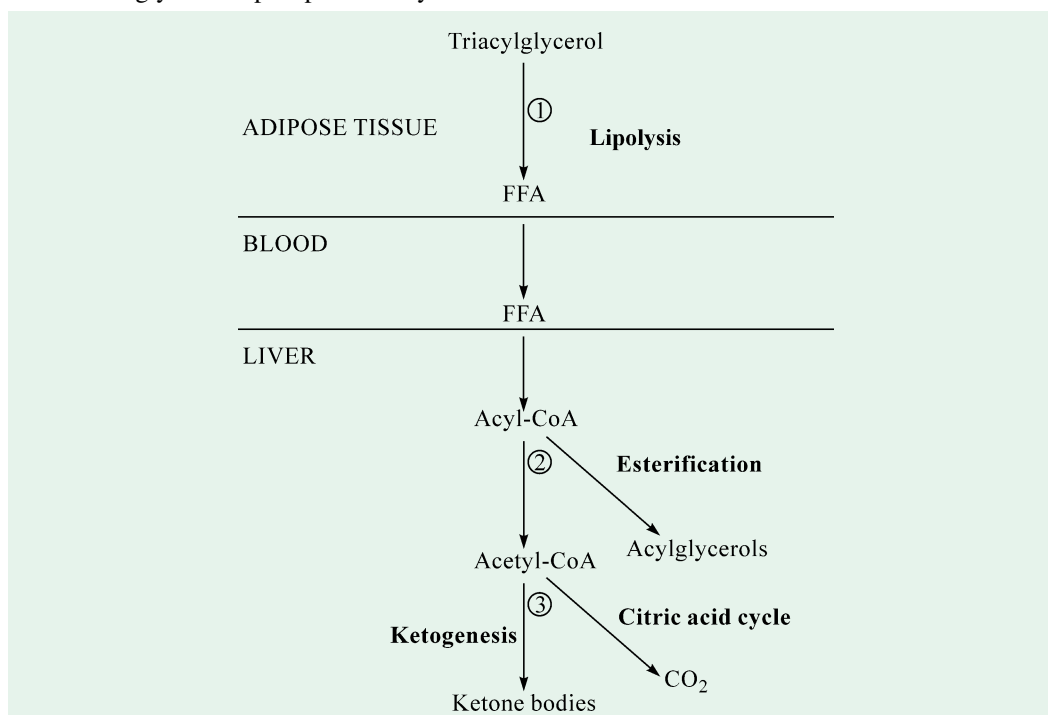 Triacylglycerol
①
ADIPOSE TISSUE
Lipolysis
FFA
BLOOD
FFA
LIVER
Acyl-CoA
②
Esterification
Acylglycerols
Acetyl-CoA
③
Citric acid cycle
Ketogenesis
CO₂
Ketone bodies